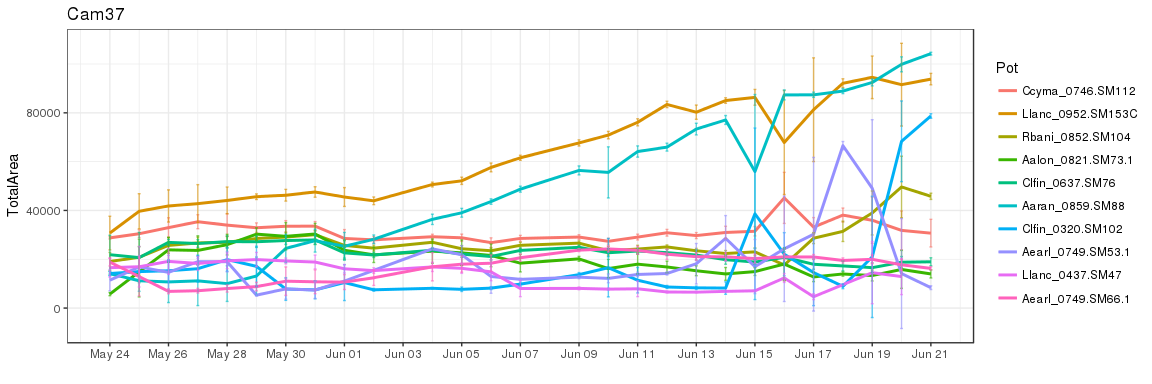 Cam37
TotalArea
80000
40000
0
May 24 May 26 May 28 May 30 Jun 01 Jun 03 Jun 05 Jun 07 Jun 09 Jun 11 Jun 13 Jun 15 Jun 17 Jun 19 Jun 21
Pot
Ccyma_0746.SM112
Llanc_0952.SM153C
Rbani_0852.SM104
Aalon_0821.SM73.1
Clfin_0637.SM76
Aaran_0859.SM88
Clfin_0320.SM102
Aearl_0749.SM53.1
Llanc_0437.SM47
Aearl_0749.SM66.1